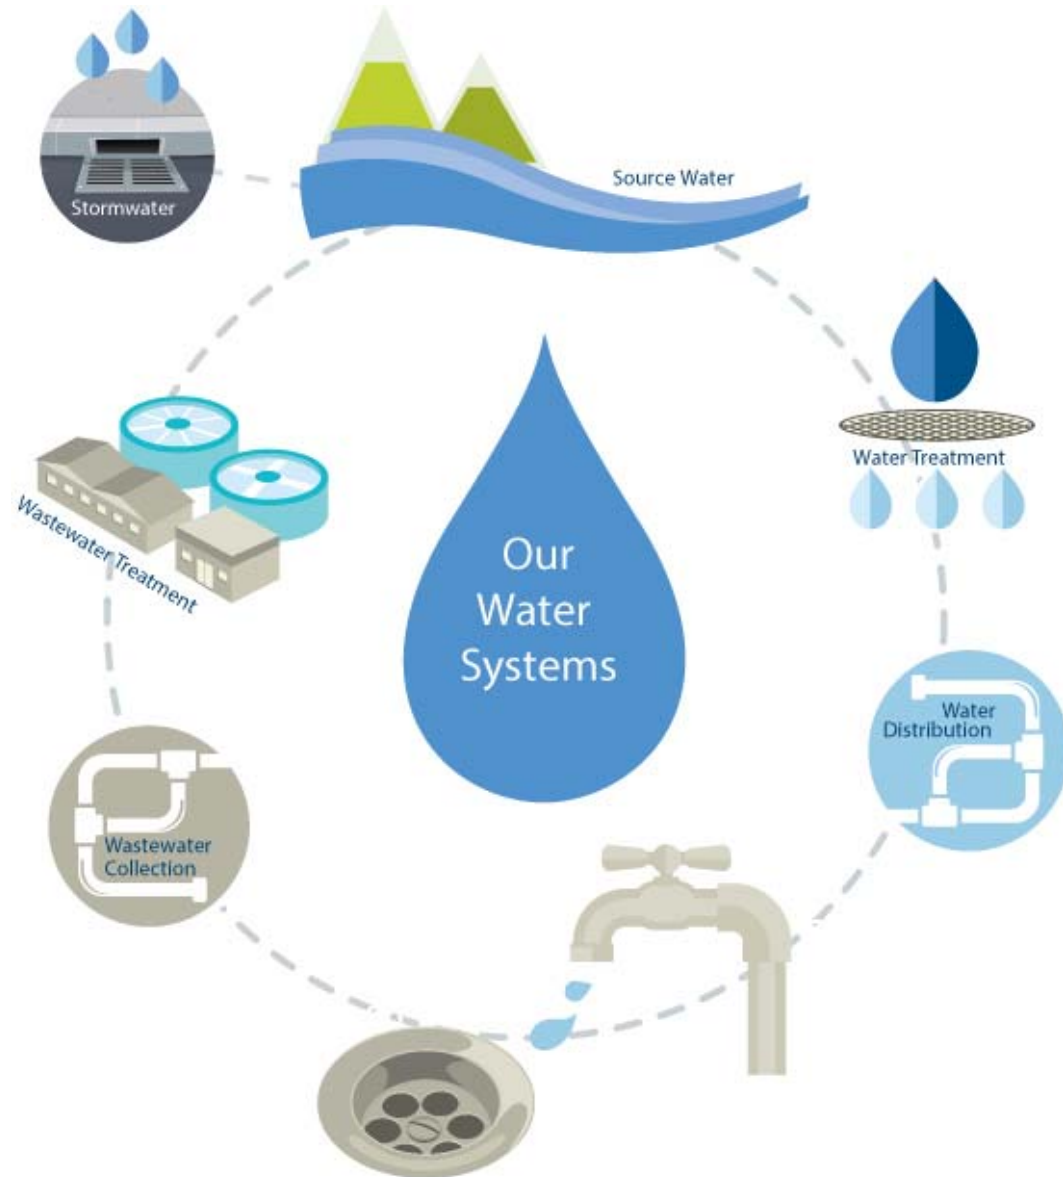 Source Water
Stormwater
Water Treatment
Wastewater Treatment
Our
Water
Systems
Water
Distribution
Wastewater
Collection